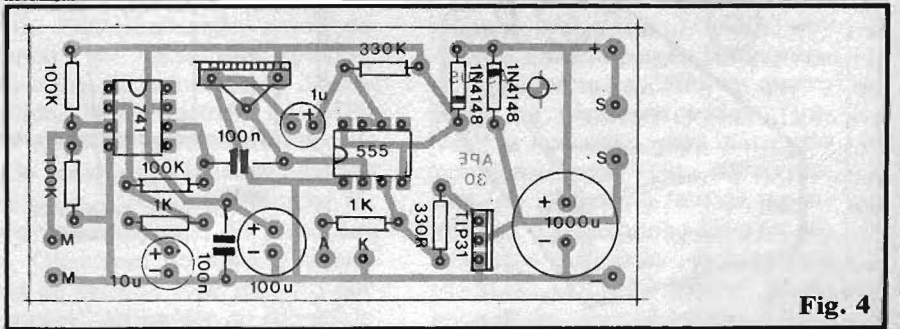 330K
1N4148
1N4148
+
100K
741
1u
- +
S
100n
555
S
100K
100K
APE
30
1K
1K
330R
TIP31
+
-
1000u
M
A
K
M
10u
+
-
100n
+
-
100u
-
Fig. 4